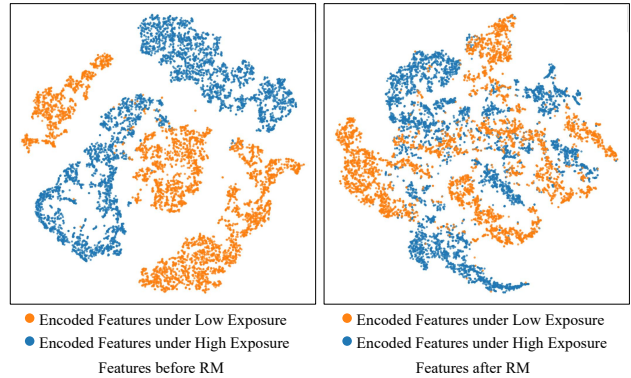 Encoded Features under Low Exposure
Encoded Features under High Exposure
Features before RM
Encoded Features under Low Exposure
Encoded Features under High Exposure
Features after RM